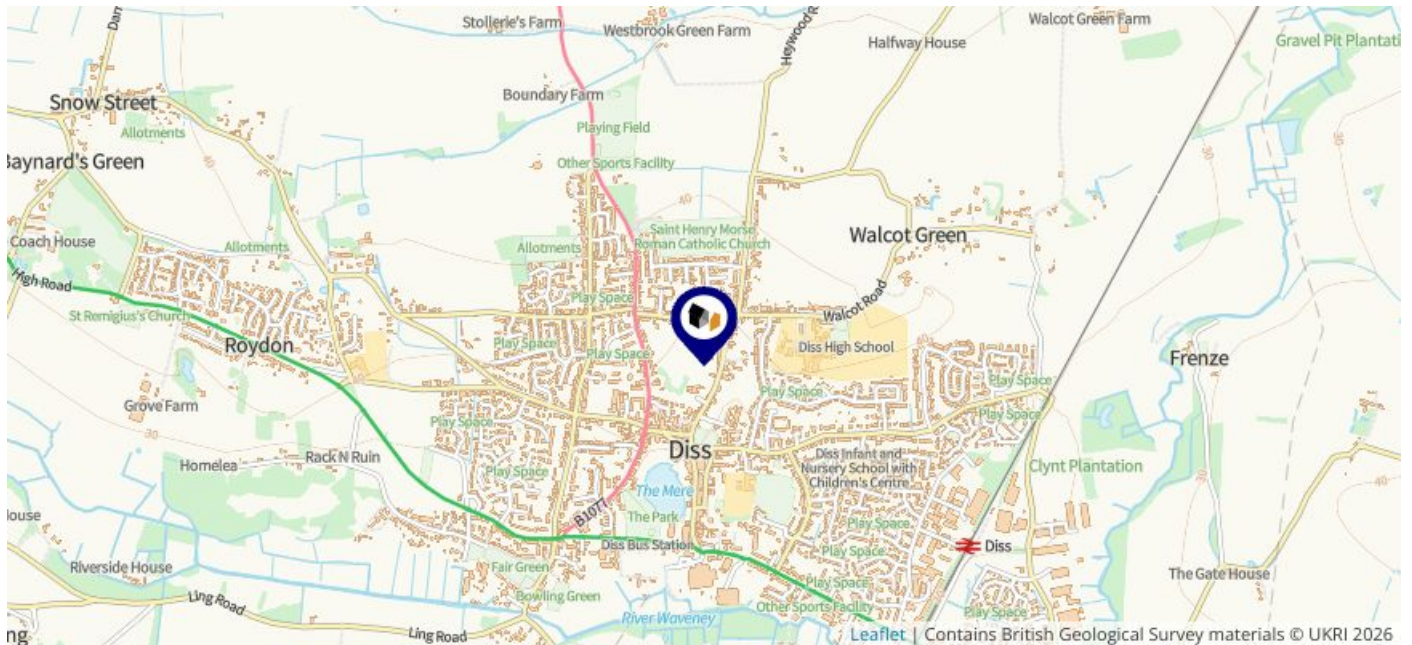 Stollerie's Farm
Westbrook Green Farm
Walcot Green Farm
Halfway House
Gravel Pit Plantati
Boundary Farm
Snow Street
Allotments
Playing Field
Baynard's Green
Other Sports Facility
Saint Henry Morse
Roman Catholic Church
Walcot Green
Coach House
Allotments
Allotments
High Road
St Remigius's Church
Play Space
Walcot Road
Roydon
Play Space
Play Space
Diss High School
Frenze
Grove Farm
Play Space
Play Space
Play Space
Play Space
Diss
Homelea
Rack N Ruin
Play Space
Diss Infant and
Nursery School with
Children's Centre
Clynt Plantation
The Mere
B1077
The Park
Play Space
House
Diss Bus Station
Play Space
Diss
Riverside House
Fair Green
Bowling Green
Play Space
The Gate House
Ling Road
Other Sports Facility
Play Space
River Waveney
Ling Road
ng
Leaflet | Contains British Geological Survey materials © UKRI 2026